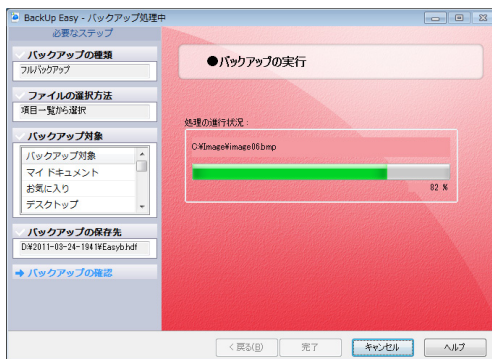 BackUp Easy - バックアップ処理中
必要なステップ
バックアップの種類
フルバックアップ
ファイルの選択方法
項目一覧から選択
バックアップ対象
バックアップ対象
マイ ドキュメント
お気に入り
デスクトップ
バックアップの保存先
D:¥2011-03-24-1941¥Easyb.hdf
バックアップの確認
●バックアップの実行
処理の進行状況:
C:¥Image¥image06.bmp
82 %
< 戻る(B)
完了
キャンセル
ヘルプ